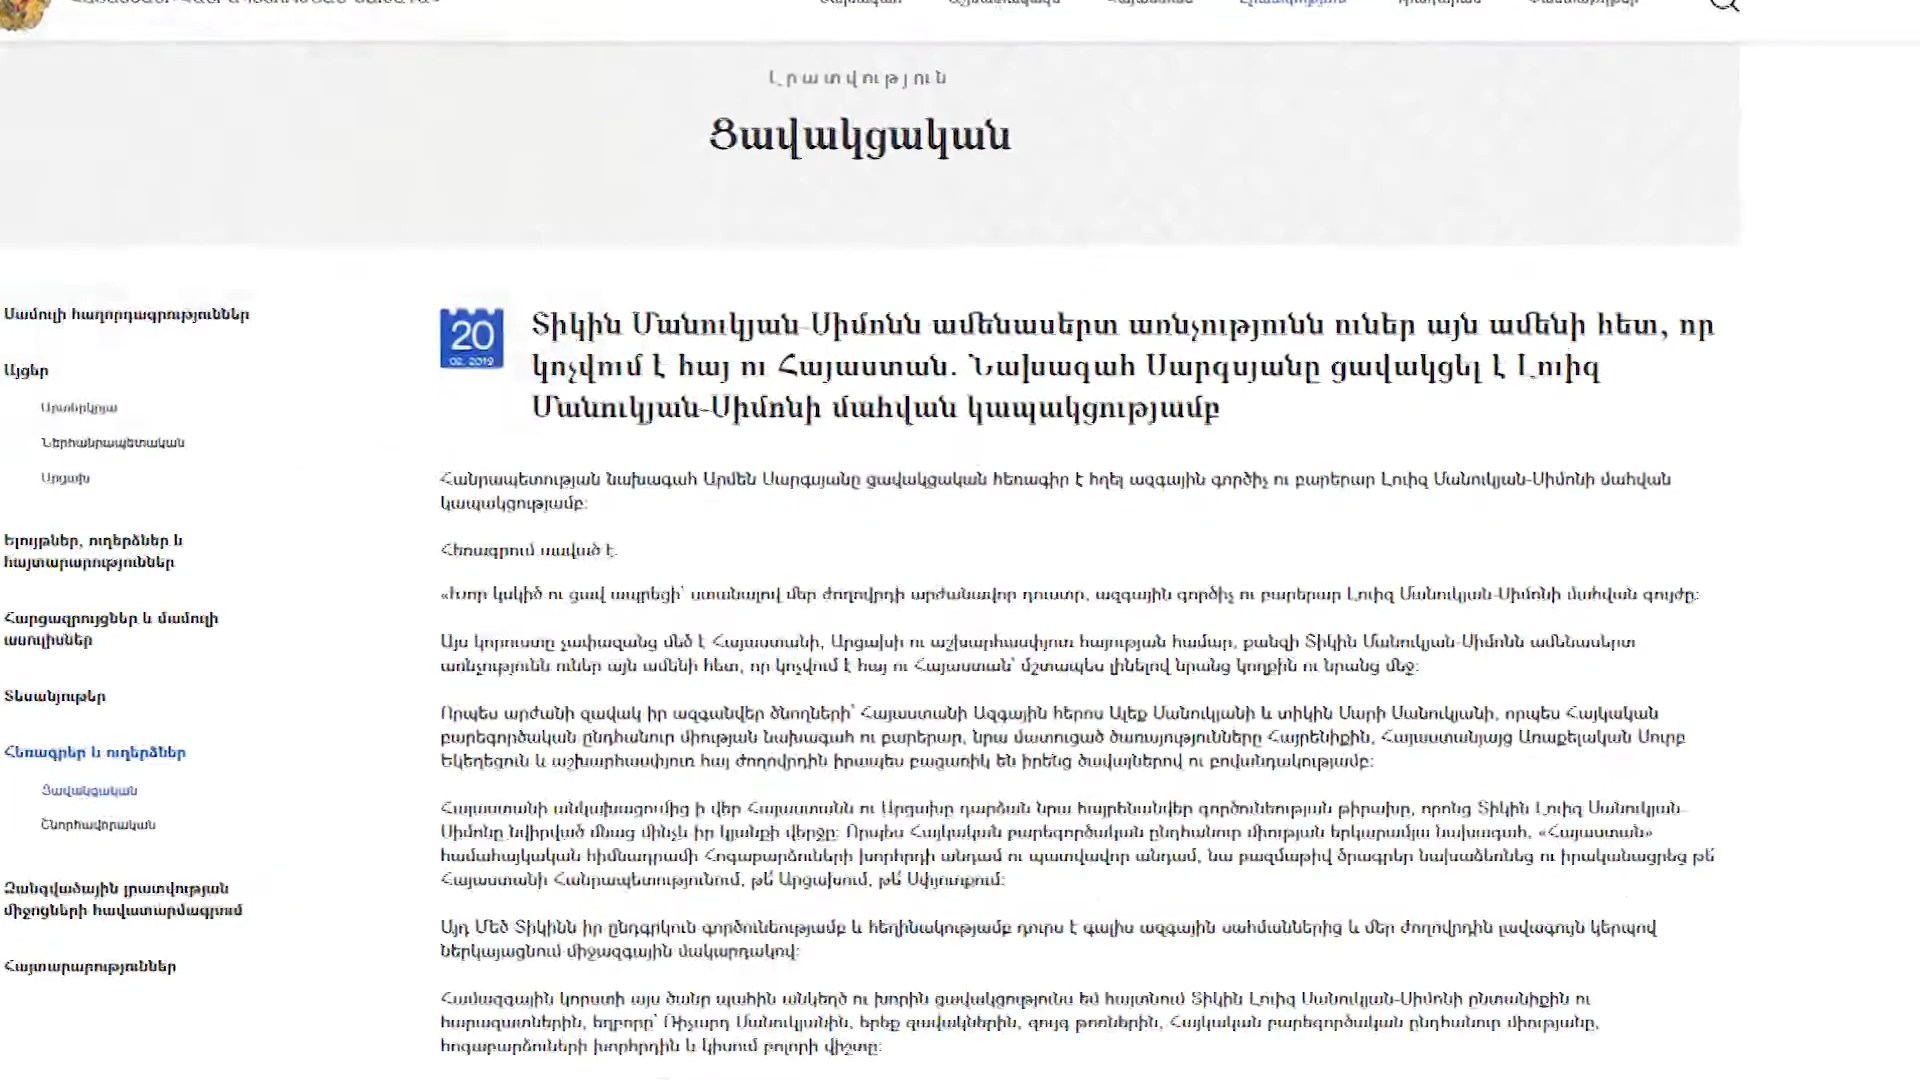 Լրատվություն
Ցավակցական
Մամուլի հաղորդագրություններ
Այցեր
Արտերկրյա
Ներհանրապետական
Արցախ
Ելույթներ, ուղերձներ և
հայտարարություններ
Հարցազրույցներ և մամուլի
ասուլիսներ
Տեսանյութեր
Հեռագրեր և ուղերձներ
Ցավակցական
Շնորհավորական
Զանգվածային լրատվության
միջոցների հավատարմագրում
Հայտարարություններ
20
02. 2019
Տիկին Մանուկյան-Սիմոնն ամենասերտ առնչությունն ուներ այն ամենի հետ, որ
կոչվում է հայ ու Հայաստան. Նախագահ Սարգսյանը ցավակցել է Լուիզ
Մանուկյան-Սիմոնի մահվան կապակցությամբ
Հանրապետության նախագահ Արմեն Սարգսյանը ցավակցական հեռագիր է հղել ազգային գործիչ ու բարերար Լուիզ Մանուկյան-Սիմոնի մահվան
կապակցությամբ:
Հեռագրում ասված է.
«Խոր կսկիծ ու ցավ ապրեցի՝ ստանալով մեր ժողովրդի արժանավոր դուստր, ազգային գործիչ ու բարերար Լուիզ Մանուկյան-Սիմոնի մահվան գույժը:
Այս կորուստը չափազանց մեծ է Հայաստանի, Արցախի ու աշխարհասփյուռ հայության համար, քանզի Տիկին Մանուկյան-Սիմոնն ամենասերտ
առնչությունն ուներ այն ամենի հետ, որ կոչվում է հայ ու Հայաստան՝ մշտապես լինելով նրանց կողքին ու նրանց մեջ:
Որպես արժանի զավակ իր ազգանվեր ծնողների՝ Հայաստանի Ազգային հերոս Ալեք Մանուկյանի և տիկին Մարի Մանուկյանի, որպես Հայկական
բարեգործական ընդհանուր միության նախագահ ու բարերար, նրա մատուցած ծառայությունները Հայրենիքին, Հայաստանյայց Առաքելական Սուրբ
Եկեղեցուն և աշխարհասփյուռ հայ ժողովրդին իրապես բացառիկ են իրենց ծավալներով ու բովանդակությամբ:
Հայաստանի անկախացումից ի վեր Հայաստանն ու Արցախը դարձան նրա հայրենանվեր գործունեության թիրախը, որոնց Տիկին Լուիզ Մանուկյան-
Սիմոնը նվիրված մնաց մինչև իր կյանքի վերջը: Որպես Հայկական բարեգործական ընդհանուր միության երկարամյա նախագահ, «Հայաստան»
համահայկական հիմնադրամի Հոգաբարձուների խորհրդի անդամ ու պատվավոր անդամ, նա բազմաթիվ ծրագրեր նախաձեռնեց ու իրականացրեց թե՛
Հայաստանի Հանրապետությունում, թե՛ Արցախում, թե՛ Սփյուռքում:
Այդ Մեծ Տիկինն իր ընդգրկուն գործունեությամբ և հեղինակությամբ դուրս է գալիս ազգային սահմաններից և մեր ժողովրդին լավագույն կերպով
ներկայացնում միջազգային մակարդակով:
Համազգային կորստի այս ծանր պահին անկեղծ ու խորին ցավակցությունս եմ հայտնում Տիկին Լուիզ Մանուկյան-Սիմոնի ընտանիքին ու
հարազատներին, եղբորը՝ Ռիչարդ Մանուկյանին, երեք զավակներին, զույգ թոռներին, Հայկական բարեգործական ընդհանուր միությանը,
հոգաբարձուների խորհրդին և կիսում բոլորի վիշտը: